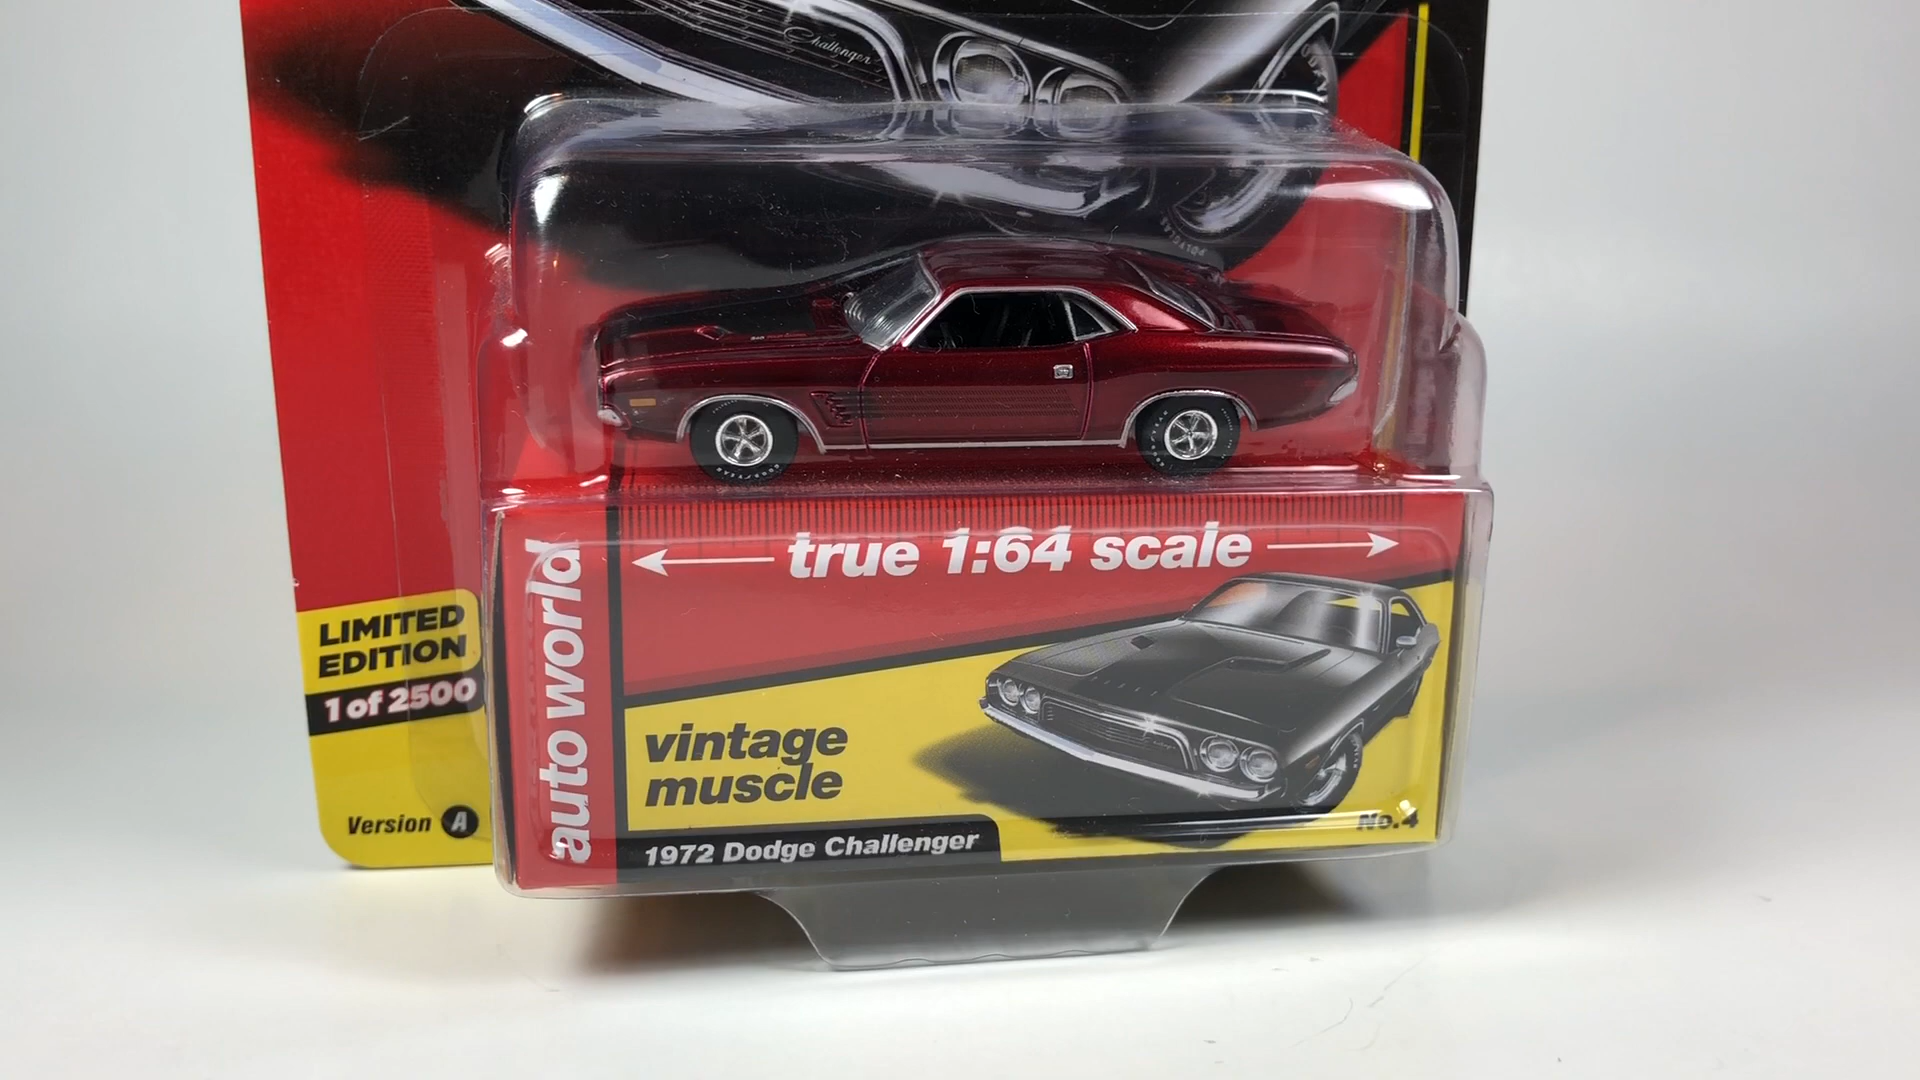 Challenger
true 1:64 scale
auto world
LIMITED
EDITION
1 of 2500
vintage
muscle
Version A
No.4
1972 Dodge Challenger